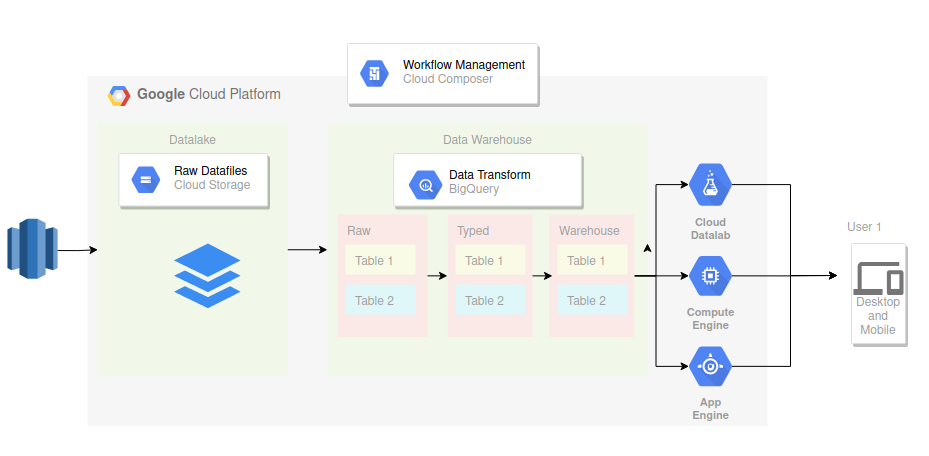 Workflow Management
Cloud Composer
Google Cloud Platform
Datalake
Raw Datafiles
Cloud Storage
Data Warehouse
Data Transform
BigQuery
Raw
Table 1
Table 2
Typed
Table 1
Table 2
Warehouse
Table 1
Table 2
Cloud
Datalab
Compute
Engine
App
Engine
User 1
Desktop
and
Mobile